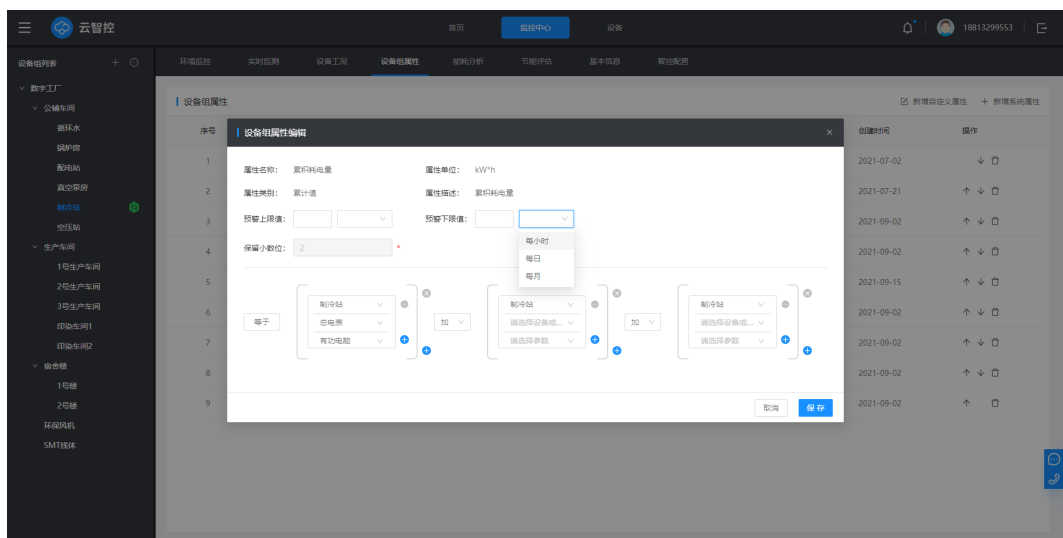 云智控
首页 监控中心 设备
18813299553
设备组列表
环境监控 实时监测 设备工况 设备组属性 能耗分析 节能评估 基本信息 智控配置
数字工厂
公辅车间
循环水
锅炉房
配电站
真空泵房
制冷站
空压站
生产车间
1号生产车间
2号生产车间
3号生产车间
印染车间1
印染车间2
宿舍楼
1号楼
2号楼
环保风机
SMT线体
设备组属性 新增自定义属性 新增系统属性
序号 创建时间 操作
1 2021-07-02
2 2021-07-21
3 2021-09-02
4 2021-09-02
5 2021-09-15
6 2021-09-02
7 2021-09-02
8 2021-09-02
9 2021-09-02
设备组属性编辑
属性名称: 累积耗电量 属性单位: kW*h
属性类别: 累计值 属性描述: 累积耗电量
预警上限值: 预警下限值:
每小时
每日
每月
保留小数位: 2 *
等于 制冷站 总电表 有功电能
加 制冷站 请选择设备或... 请选择参数
加 制冷站 请选择设备或... 请选择参数
取消 保存